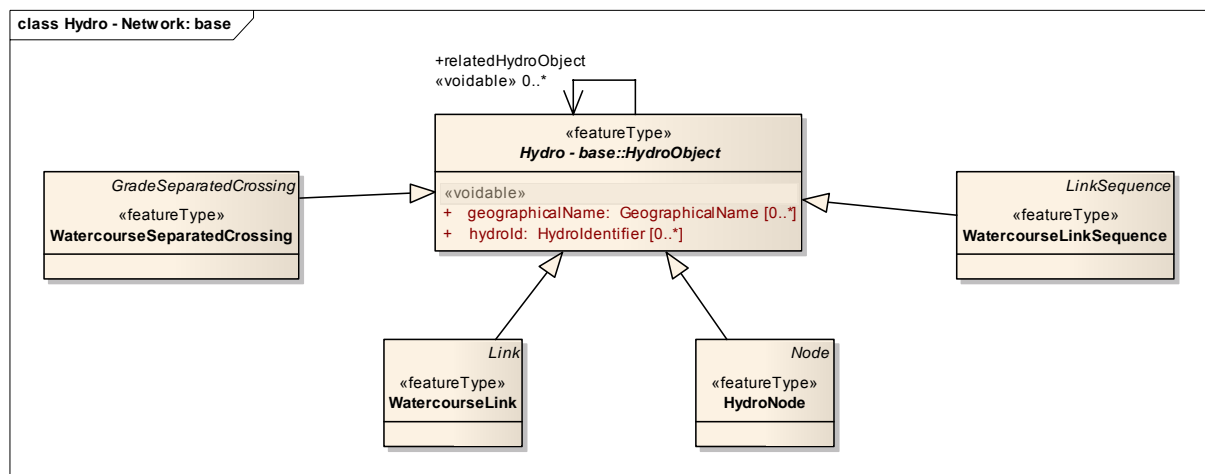 class Hydro - Network: base
+relatedHydroObject
«voidable» 0..*
«featureType»
Hydro - base::HydroObject
«voidable»
+ geographicalName: GeographicalName [0..*]
+ hydroId: HydroIdentifier [0..*]
GradeSeparatedCrossing
«featureType»
WatercourseSeparatedCrossing
LinkSequence
«featureType»
WatercourseLinkSequence
Link
«featureType»
WatercourseLink
Node
«featureType»
HydroNode